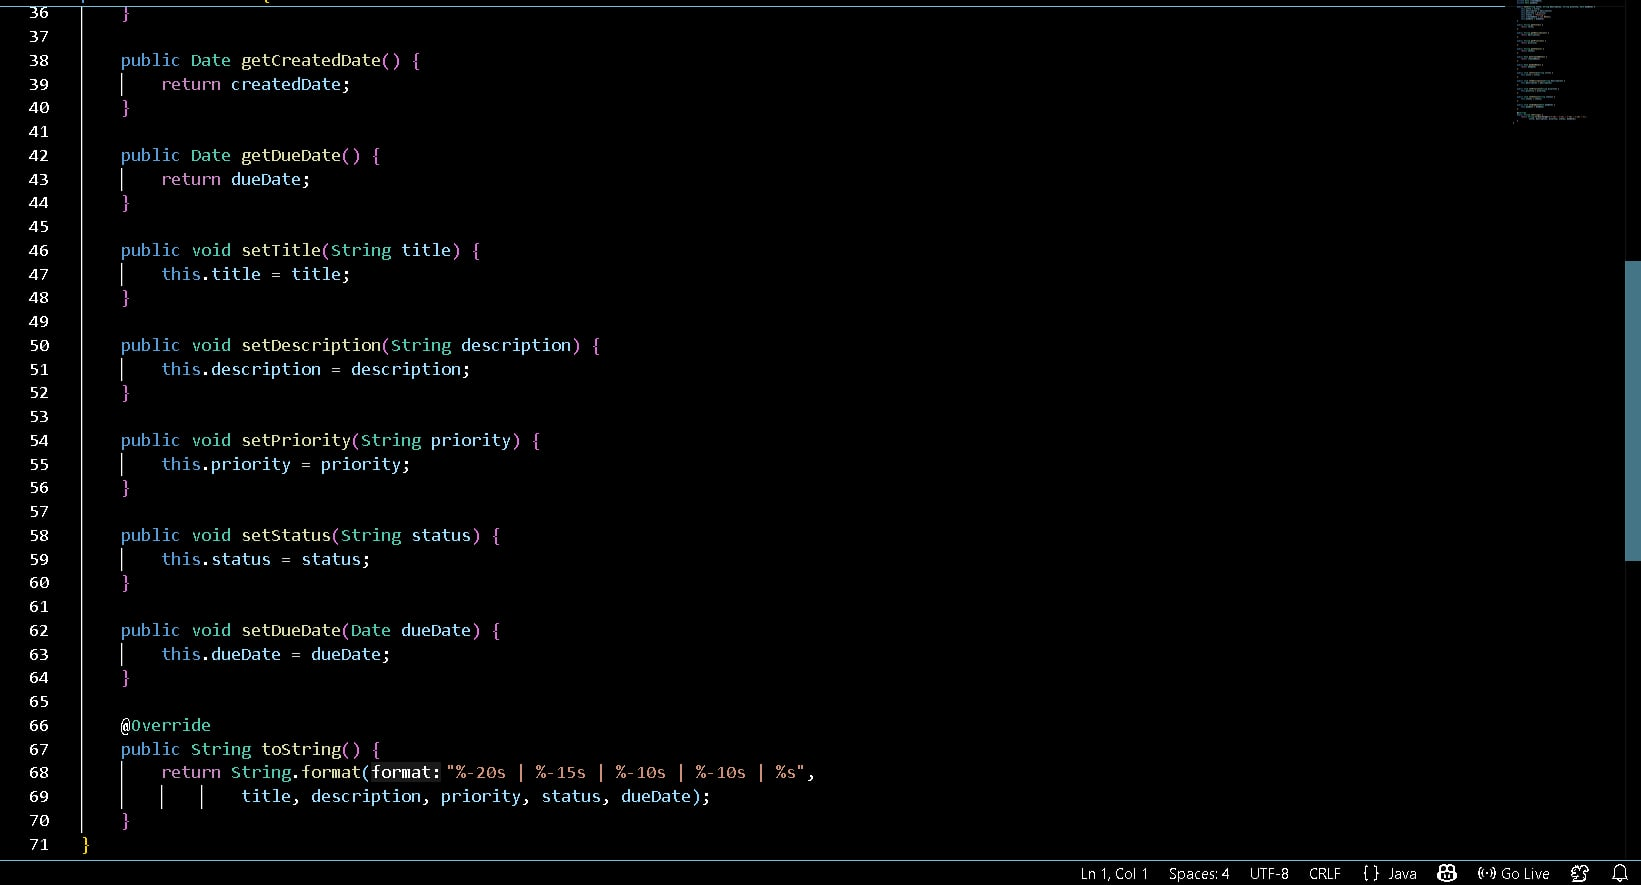 36 }
37
38 public Date getCreatedDate() {
39 return createdDate;
40 }
41
42 public Date getDueDate() {
43 return dueDate;
44 }
45
46 public void setTitle(String title) {
47 this.title = title;
48 }
49
50 public void setDescription(String description) {
51 this.description = description;
52 }
53
54 public void setPriority(String priority) {
55 this.priority = priority;
56 }
57
58 public void setStatus(String status) {
59 this.status = status;
60 }
61
62 public void setDueDate(Date dueDate) {
63 this.dueDate = dueDate;
64 }
65
66 @Override
67 public String toString() {
68 return String.format(format:"%-20s | %-15s | %-10s | %-10s | %s",
69 title, description, priority, status, dueDate);
70 }
71 }
Ln 1, Col 1 Spaces: 4 UTF-8 CRLF {} Java Go Live